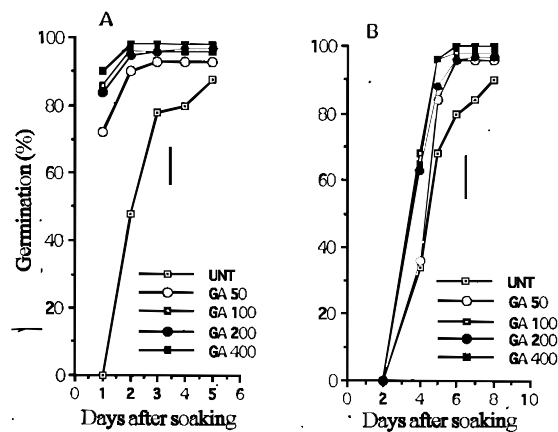 A
B
100
80
60
40
20
0
Germination (%)
UNT
GA 50
GA 100
GA 200
GA 400
0 1 2 3 4 5 6
Days after soaking
100
80
60
40
20
0
UNT
GA 50
GA 100
GA 200
GA 400
0 2 4 6 8 10
Days after soaking